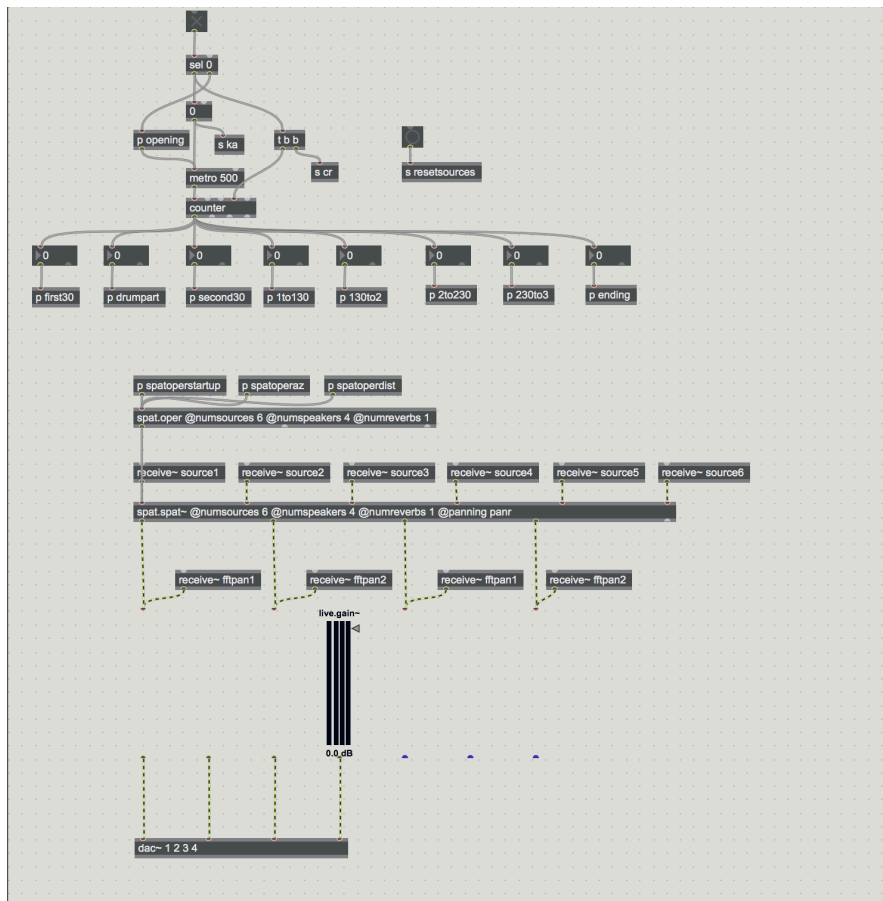 sel 0
0
p opening
s ka
t b b
s cr
s resetsources
metro 500
counter
0
0
0
0
0
0
0
0
p first30
p drumpart
p second30
p 1to130
p 130to2
p 2to230
p 230to3
p ending
p spatoperstartup
p spatoperaz
p spatoperdist
spat.oper @numsources 6 @numspeakers 4 @numreverbs 1
receive~ source1
receive~ source2
receive~ source3
receive~ source4
receive~ source5
receive~ source6
spat.spat~ @numsources 6 @numspeakers 4 @numreverbs 1 @panning panr
receive~ fftpan1
receive~ fftpan2
receive~ fftpan1
receive~ fftpan2
live.gain~
0.0 dB
dac~ 1 2 3 4